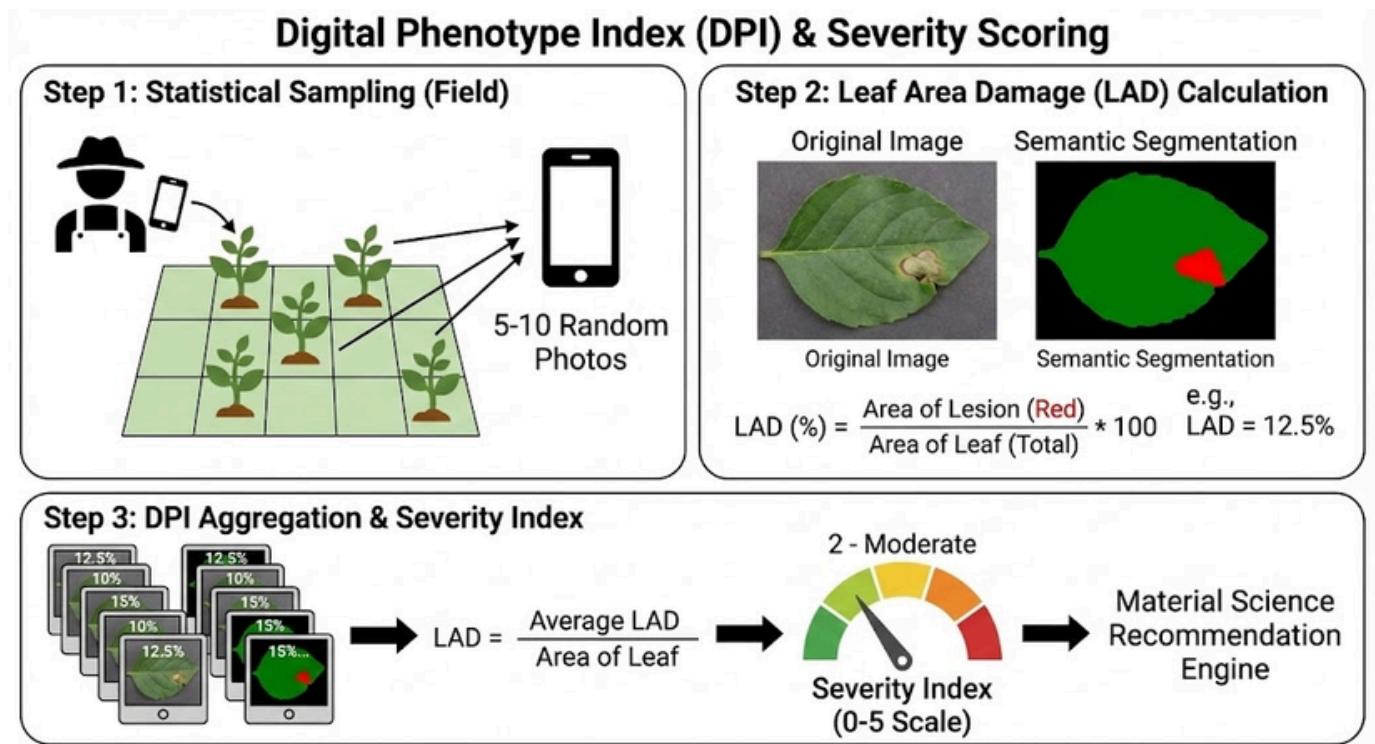 Digital Phenotype Index (DPI) & Severity Scoring
Step 1: Statistical Sampling (Field)
5-10 Random
Photos
Step 2: Leaf Area Damage (LAD) Calculation
Original Image
Semantic Segmentation
Original Image
Semantic Segmentation
LAD (%) = Area of Lesion (Red)
Area of Leaf (Total) * 100
e.g.,
LAD = 12.5%
Step 3: DPI Aggregation & Severity Index
12.5%
10%
15%
10%
12.5%
12.5%
10%
15%
15%
15%...
LAD = Average LAD
Area of Leaf
2 - Moderate
Severity Index
(0-5 Scale)
Material Science
Recommendation
Engine